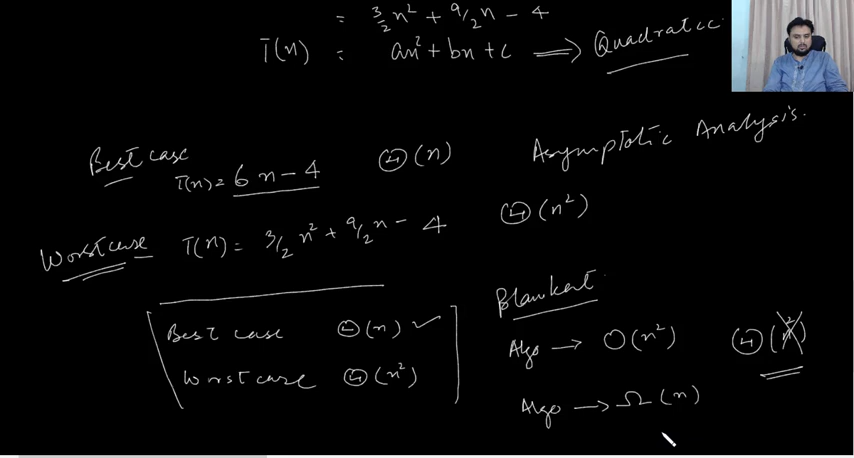 = 3/2 n² + 9/2 n - 4
T(n) = an² + bn + c ⟹ Quadratic
Best case T(n) = 6n - 4 Θ(n) Asymptotic Analysis.
Worst case T(n) = 3/2 n² + 9/2 n - 4 Θ(n²)
Best case Θ(n) ✓
Worst case Θ(n²)
Blankert
Algo → O(n²) Θ(n²)
Algo → Ω(n)